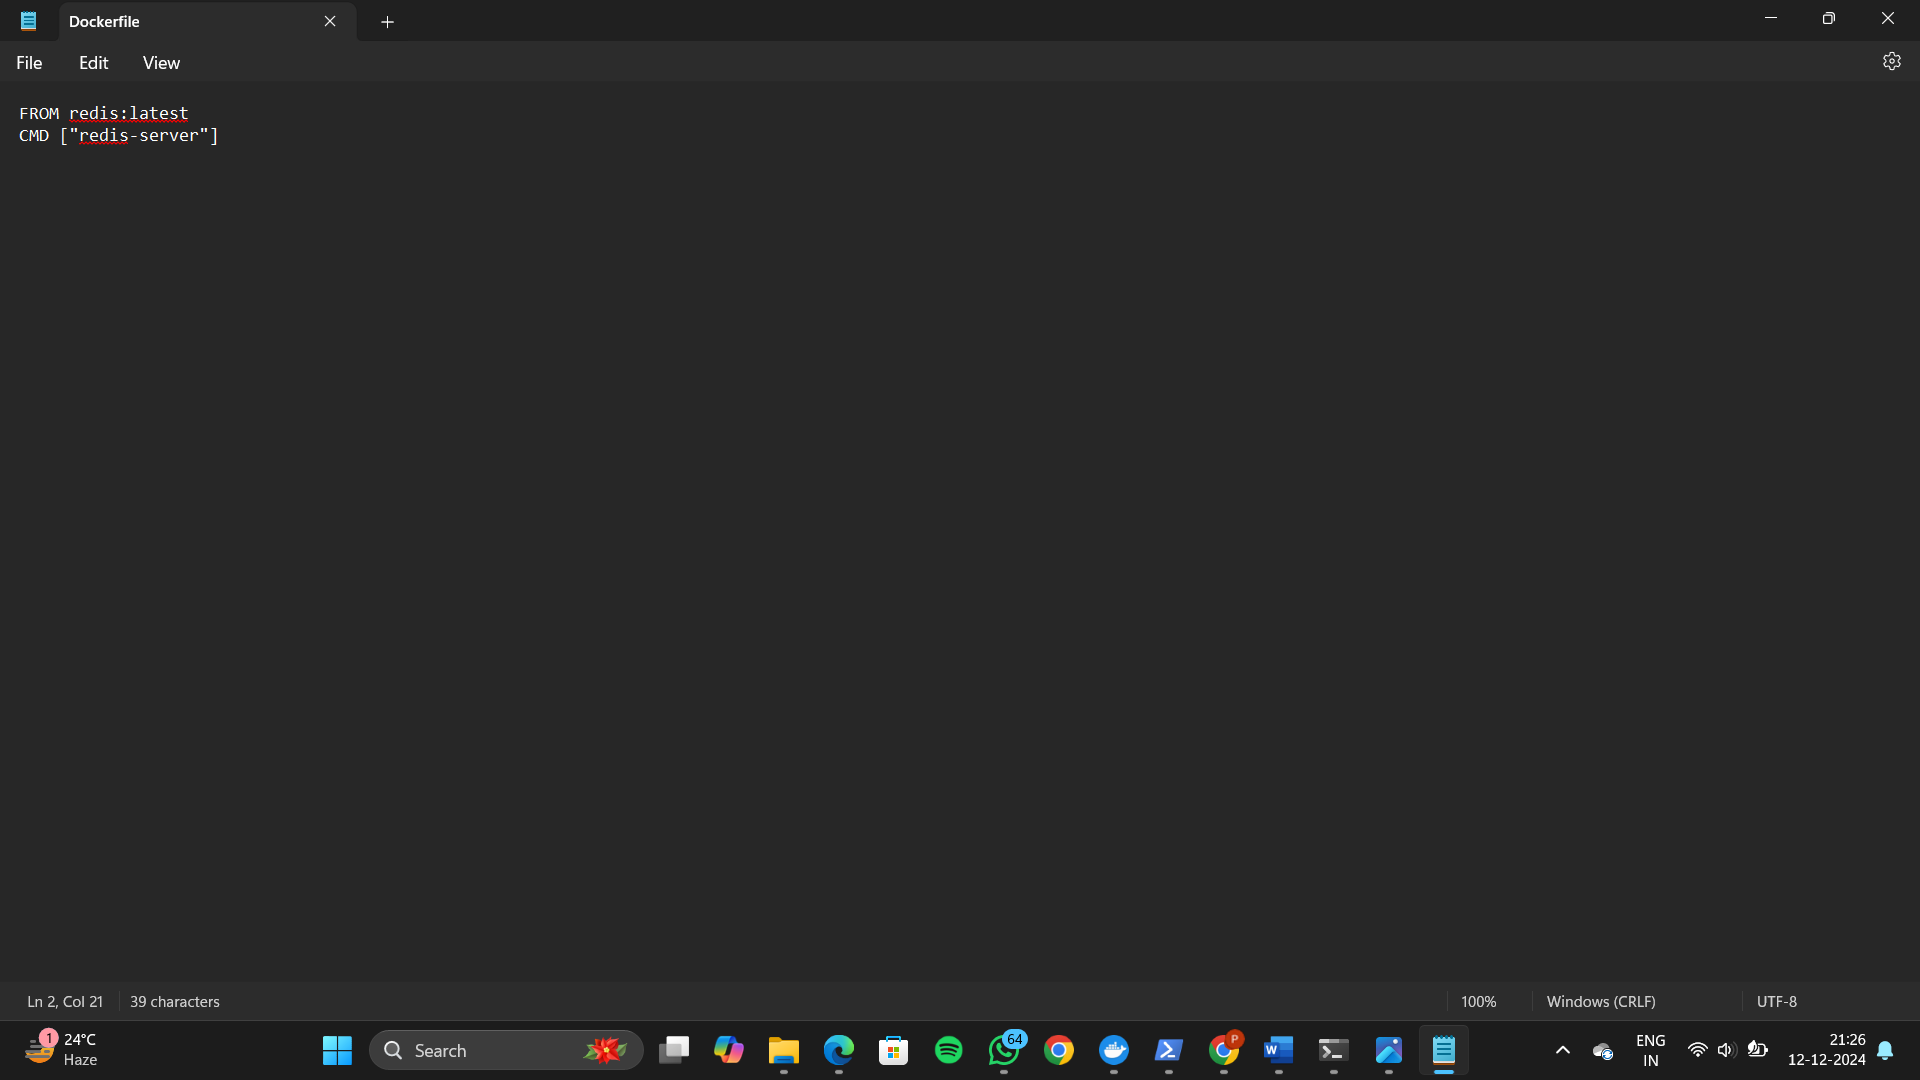 Dockerfile
File Edit View
FROM redis:latest
CMD ["redis-server"]
Ln 2, Col 21 39 characters 100% Windows (CRLF) UTF-8
1 24°C
Haze
Search
64
P
W
ENG
IN
21:26
12-12-2024